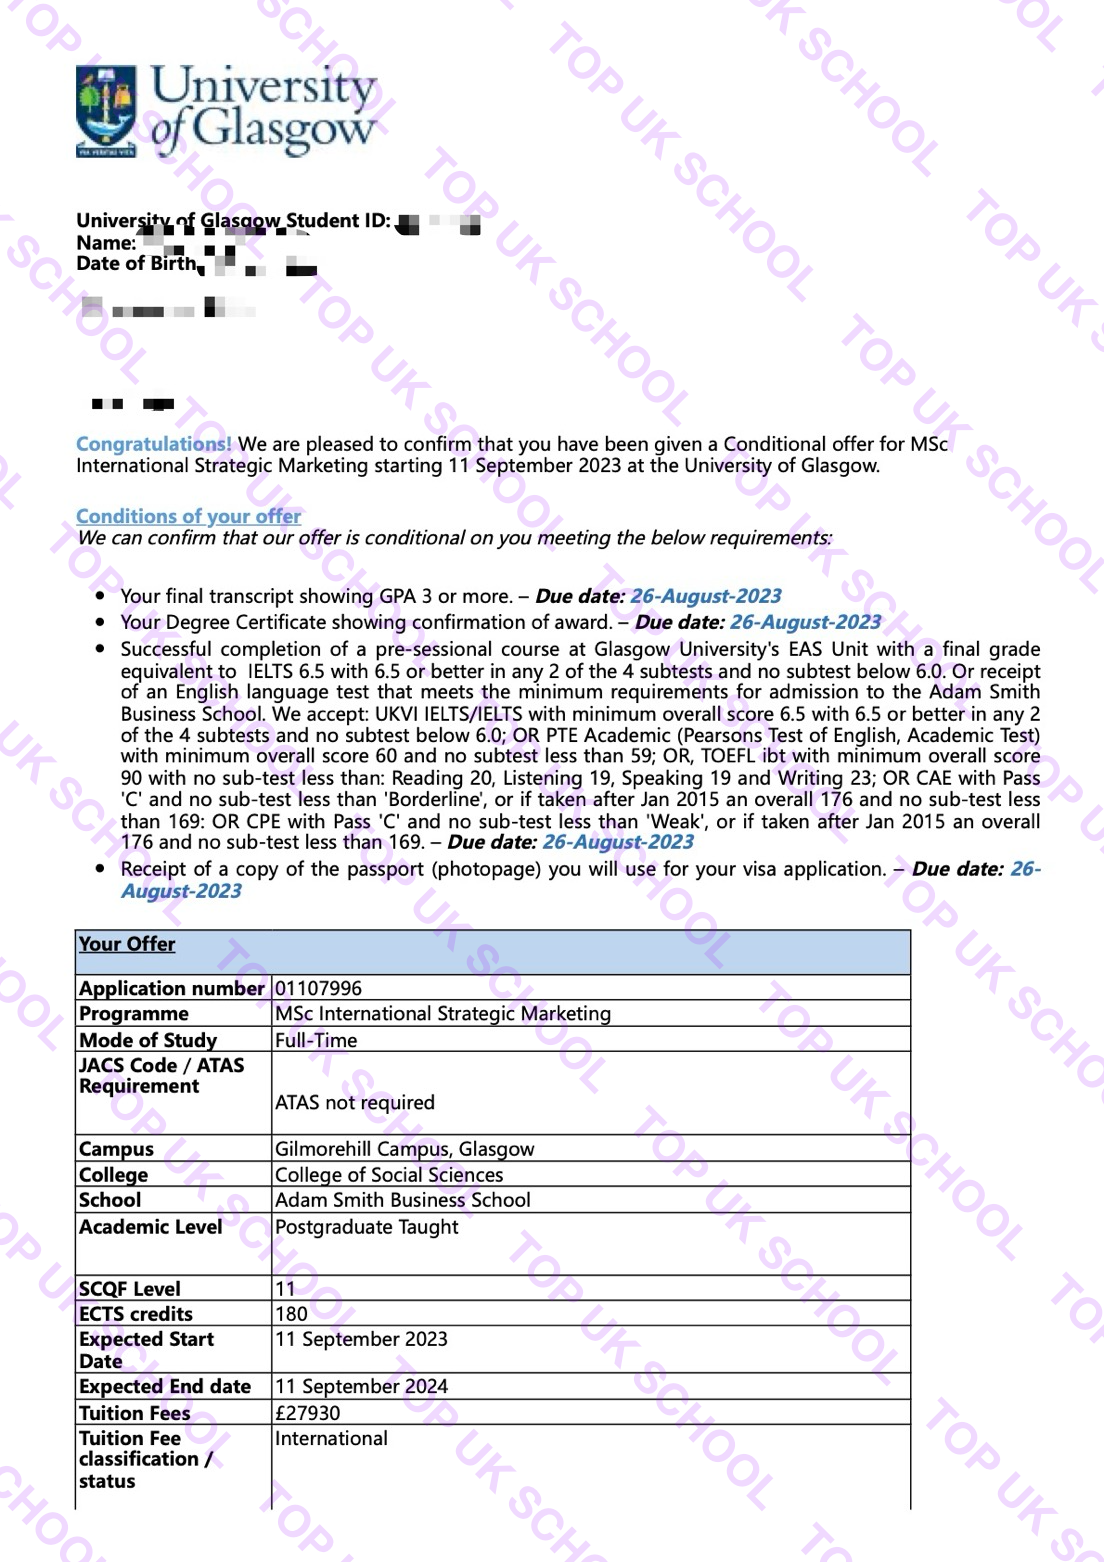 University
of Glasgow
University of Glasgow Student ID:
Name:
Date of Birth
Congratulations! We are pleased to confirm that you have been given a Conditional offer for MSc
International Strategic Marketing starting 11 September 2023 at the University of Glasgow.
Conditions of your offer
We can confirm that our offer is conditional on you meeting the below requirements:
• Your final transcript showing GPA 3 or more. – Due date: 26-August-2023
• Your Degree Certificate showing confirmation of award. – Due date: 26-August-2023
• Successful completion of a pre-sessional course at Glasgow University's EAS Unit with a final grade
equivalent to IELTS 6.5 with 6.5 or better in any 2 of the 4 subtests and no subtest below 6.0. Or receipt
of an English language test that meets the minimum requirements for admission to the Adam Smith
Business School. We accept: UKVI IELTS/IELTS with minimum overall score 6.5 with 6.5 or better in any 2
of the 4 subtests and no subtest below 6.0; OR PTE Academic (Pearsons Test of English, Academic Test)
with minimum overall score 60 and no subtest less than 59; OR, TOEFL ibt with minimum overall score
90 with no sub-test less than: Reading 20, Listening 19, Speaking 19 and Writing 23; OR CAE with Pass
'C' and no sub-test less than 'Borderline', or if taken after Jan 2015 an overall 176 and no sub-test less
than 169: OR CPE with Pass 'C' and no sub-test less than 'Weak', or if taken after Jan 2015 an overall
176 and no sub-test less than 169. – Due date: 26-August-2023
• Receipt of a copy of the passport (photopage) you will use for your visa application. – Due date: 26-
August-2023
Your Offer
Application number 01107996
Programme MSc International Strategic Marketing
Mode of Study Full-Time
JACS Code / ATAS
Requirement
ATAS not required
Campus Gilmorehill Campus, Glasgow
College College of Social Sciences
School Adam Smith Business School
Academic Level Postgraduate Taught
SCQF Level 11
ECTS credits 180
Expected Start 11 September 2023
Date
Expected End date 11 September 2024
Tuition Fees £27930
Tuition Fee International
classification /
status
TOP UK SCHOOL